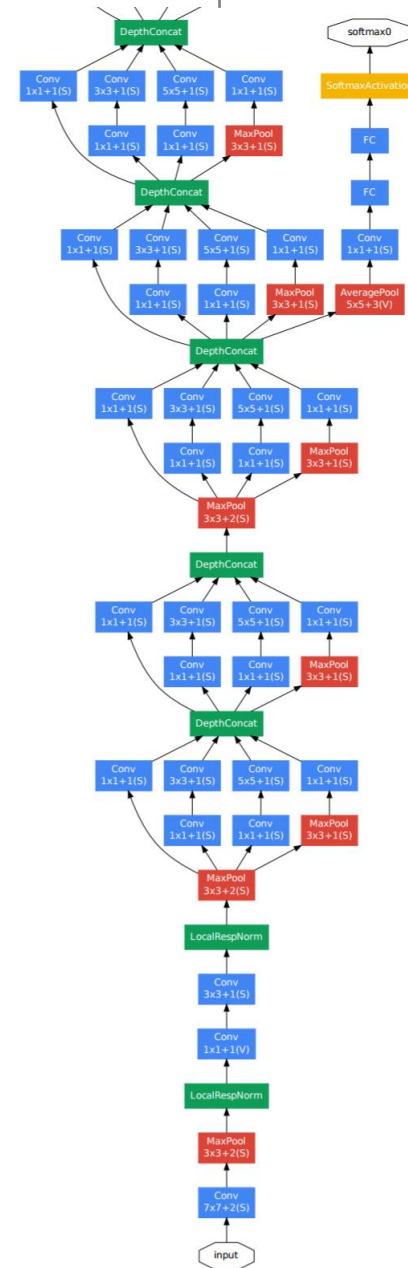 DepthConcat
softmax0
Conv
1x1+1(S)
Conv
3x3+1(S)
Conv
5x5+1(S)
Conv
1x1+1(S)
SoftmaxActivation
Conv
1x1+1(S)
Conv
1x1+1(S)
MaxPool
3x3+1(S)
FC
DepthConcat
FC
Conv
1x1+1(S)
Conv
3x3+1(S)
Conv
5x5+1(S)
Conv
1x1+1(S)
Conv
1x1+1(S)
Conv
1x1+1(S)
Conv
1x1+1(S)
MaxPool
3x3+1(S)
AveragePool
5x5+3(V)
DepthConcat
Conv
1x1+1(S)
Conv
3x3+1(S)
Conv
5x5+1(S)
Conv
1x1+1(S)
Conv
1x1+1(S)
Conv
1x1+1(S)
MaxPool
3x3+1(S)
MaxPool
3x3+2(S)
DepthConcat
Conv
1x1+1(S)
Conv
3x3+1(S)
Conv
5x5+1(S)
Conv
1x1+1(S)
Conv
1x1+1(S)
Conv
1x1+1(S)
MaxPool
3x3+1(S)
DepthConcat
Conv
1x1+1(S)
Conv
3x3+1(S)
Conv
5x5+1(S)
Conv
1x1+1(S)
Conv
1x1+1(S)
Conv
1x1+1(S)
MaxPool
3x3+1(S)
MaxPool
3x3+2(S)
LocalRespNorm
Conv
3x3+1(S)
Conv
1x1+1(V)
LocalRespNorm
MaxPool
3x3+2(S)
Conv
7x7+2(S)
input